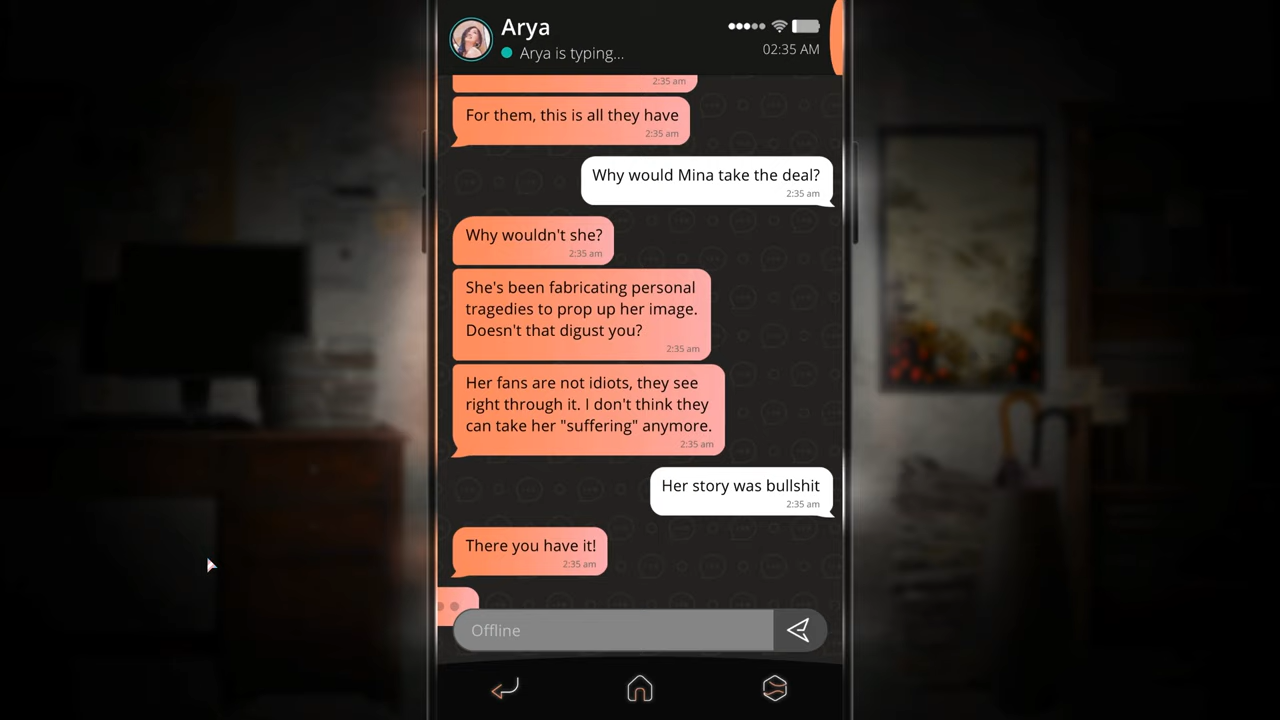 Arya
Arya is typing...
02:35 AM
2:35 am
For them, this is all they have
2:35 am
Why would Mina take the deal?
2:35 am
Why wouldn't she?
2:35 am
She's been fabricating personal
tragedies to prop up her image.
Doesn't that digust you?
2:35 am
Her fans are not idiots, they see
right through it. I don't think they
can take her "suffering" anymore.
2:35 am
Her story was bullshit
2:35 am
There you have it!
2:35 am
Offline